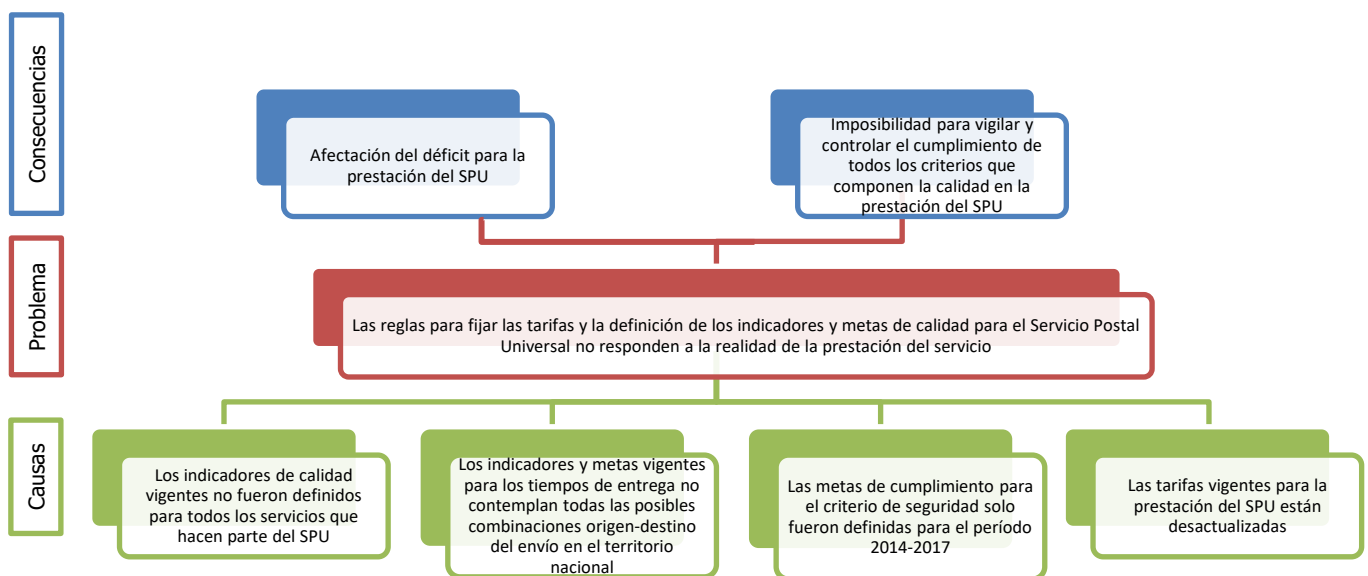 Consecuencias
Afectación del déficit para la
prestación del SPU
Imposibilidad para vigilar y
controlar el cumplimiento de
todos los criterios que
componen la calidad en la
prestación del SPU
Problema
Las reglas para fijar las tarifas y la definición de los indicadores y metas de calidad para el Servicio Postal
Universal no responden a la realidad de la prestación del servicio
Causas
Los indicadores de calidad
vigentes no fueron definidos
para todos los servicios que
hacen parte del SPU
Los indicadores y metas vigentes
para los tiempos de entrega no
contemplan todas las posibles
combinaciones origen-destino
del envío en el territorio
nacional
Las metas de cumplimiento para
el criterio de seguridad solo
fueron definidas para el período
2014-2017
Las tarifas vigentes para la
prestación del SPU están
desactualizadas